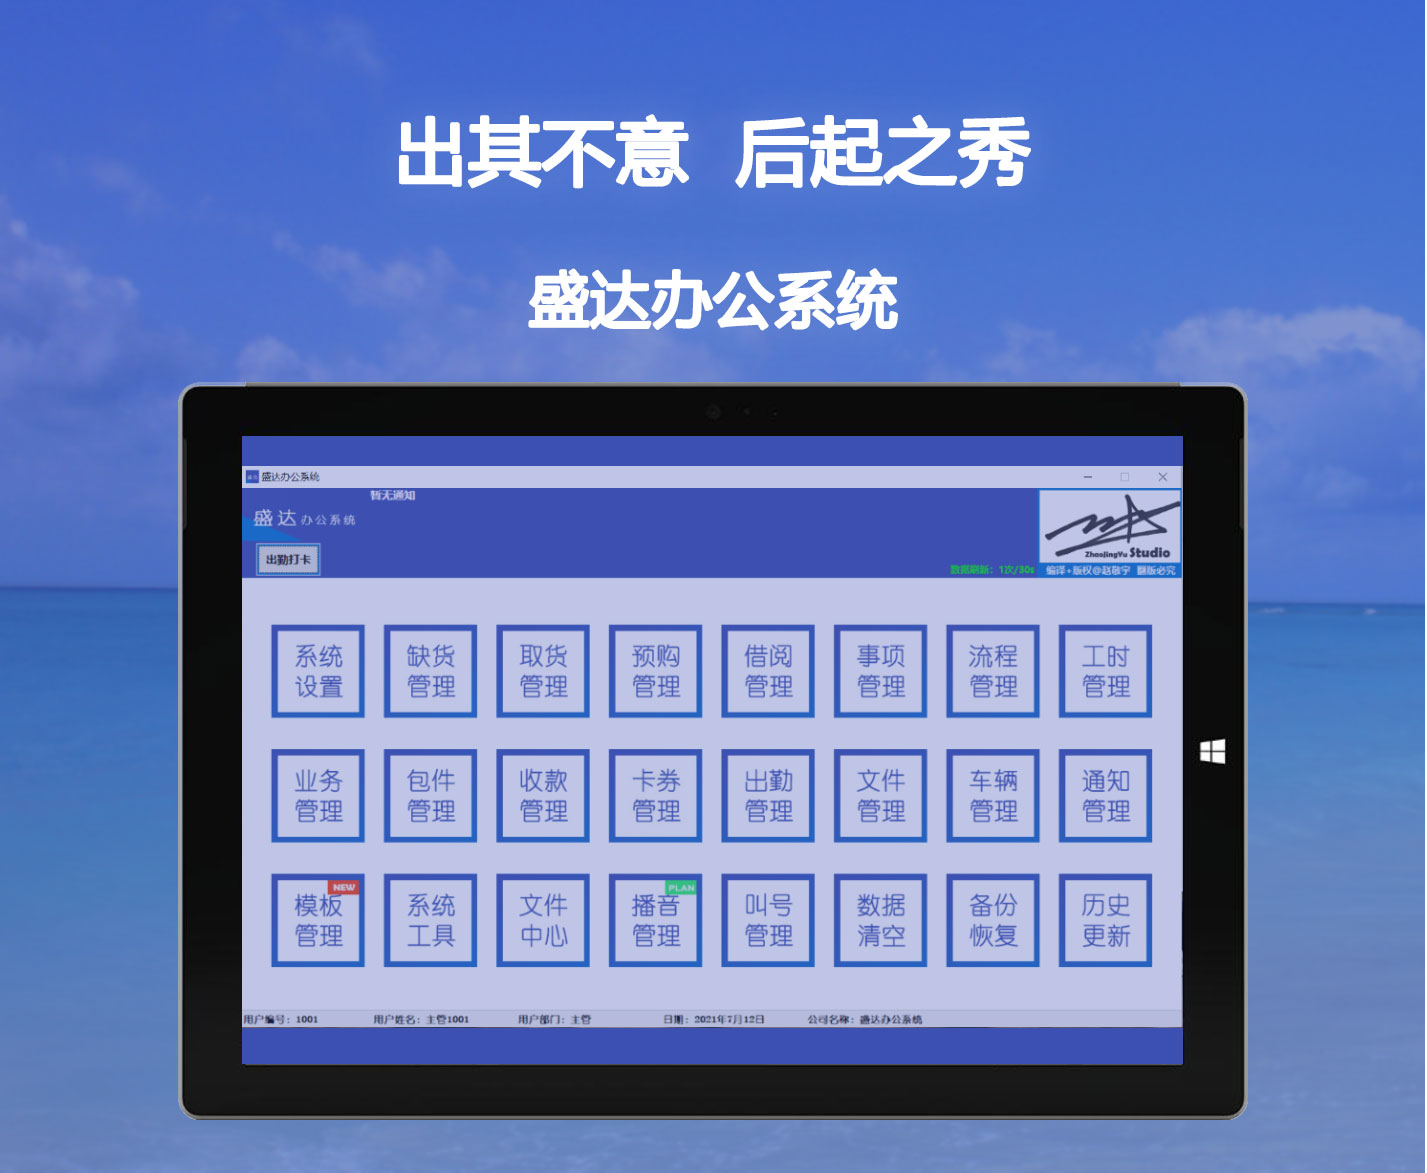 出其不意 后起之秀
盛达办公系统
盛达办公系统
暂无通知
盛达办公系统
出勤打卡
ZhaoJingYu Studio
数据刷新：1次/30s
编译+版权@赵敬宇 翻版必究
系统设置 缺货管理 取货管理 预购管理 借阅管理 事项管理 流程管理 工时管理
业务管理 包件管理 收款管理 卡券管理 出勤管理 文件管理 车辆管理 通知管理
NEW
PLAN
模板管理 系统工具 文件中心 播音管理 叫号管理 数据清空 备份恢复 历史更新
用户编号：1001 用户姓名：主管1001 用户部门：主管 日期：2021年7月12日 公司名称：盛达办公系统